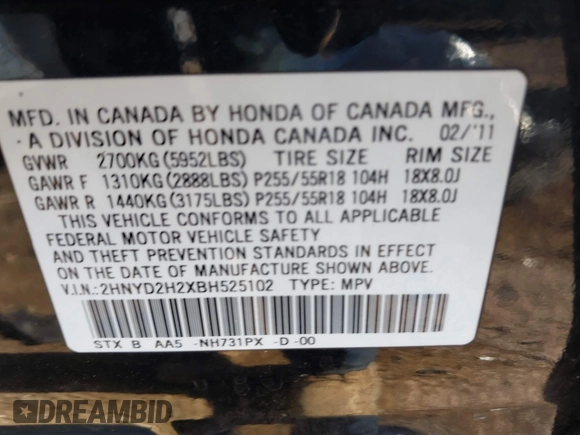 MFD. IN CANADA BY HONDA OF CANADA MFG.,
A DIVISION OF HONDA CANADA INC. 02/'11
GVWR 2700KG(5952LBS) TIRE SIZE RIM SIZE
GAWR F 1310KG(2888LBS) P255/55R18 104H 18X8.0J
GAWR R 1440KG(3175LBS) P255/55R18 104H 18X8.0J
THIS VEHICLE CONFORMS TO ALL APPLICABLE
FEDERAL MOTOR VEHICLE SAFETY
AND THEFT PREVENTION STANDARDS IN EFFECT
ON THE DATE OF MANUFACTURE SHOWN ABOVE.
V.I.N.:2HNYD2H2XBH525102 TYPE: MPV
STX B AA5 -NH731PX -D -00
DREAMBID